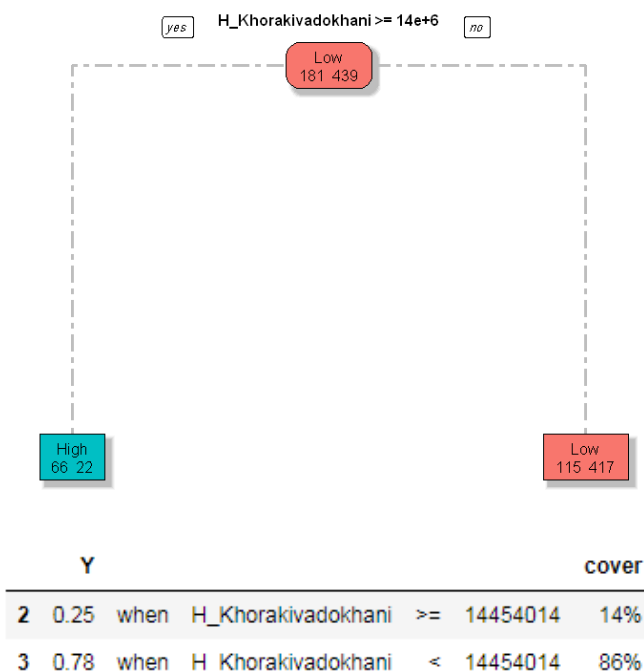 yes H_Khorakivadokhani >= 14e+6 no
Low
181 439
High
66 22
Low
115 417
Y cover
2 0.25 when H_Khorakivadokhani >= 14454014 14%
3 0.78 when H_Khorakivadokhani < 14454014 86%